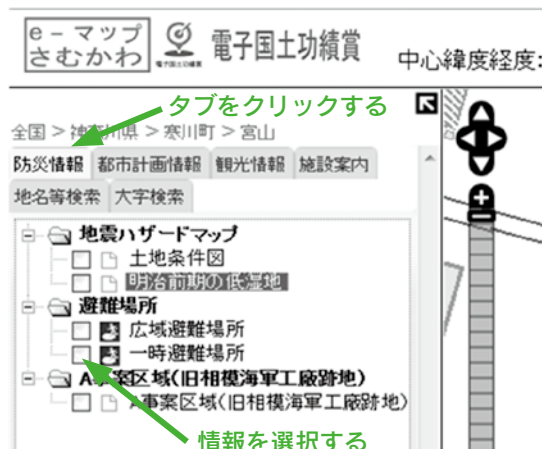 e－マップ
さむかわ
電子国土功績賞
中心緯度経度:
タブをクリックする
全国 > 神奈川県 > 寒川町 > 宮山
防災情報 都市計画情報 観光情報 施設案内
地名等検索 大字検索
地震ハザードマップ
土地条件図
明治前期の低湿地
避難場所
広域避難場所
一時避難場所
A事案区域(旧相模海軍工廠跡地)
A事案区域(旧相模海軍工廠跡地)
情報を選択する